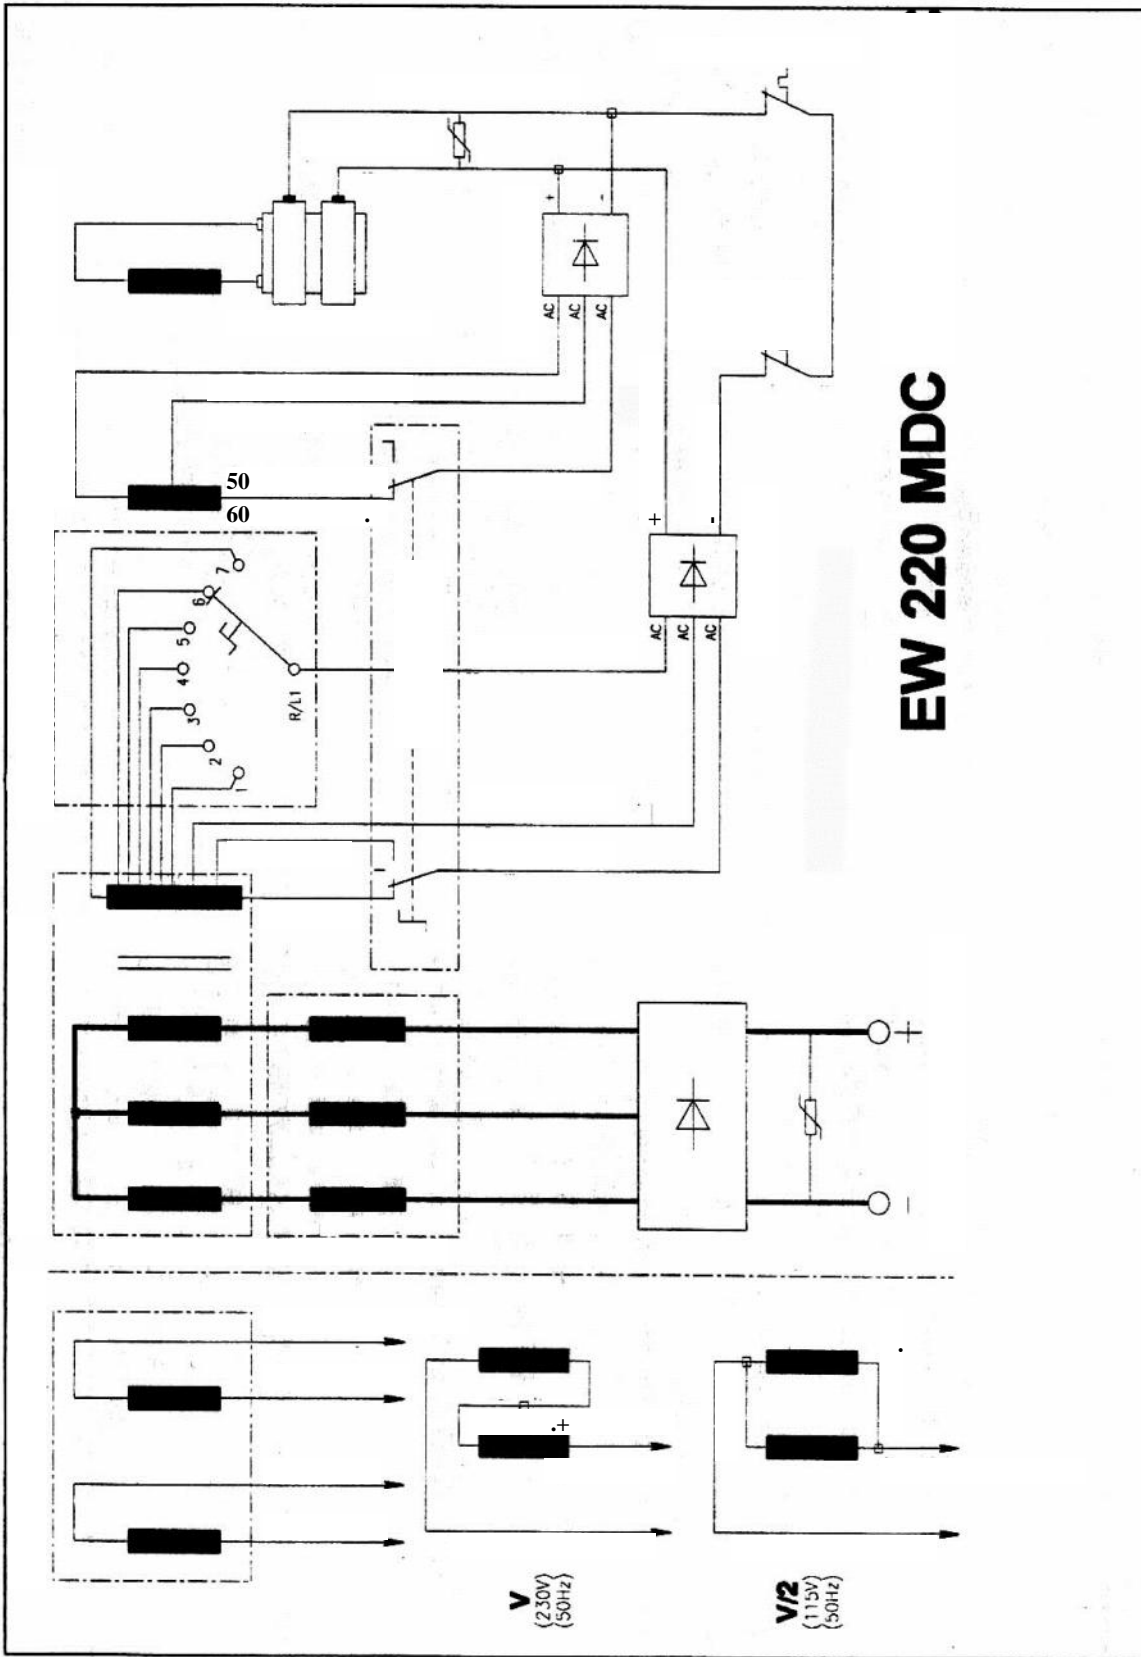 +
-
AC
AC
AC
50
60
7
6
5
4
3
2
1
R/L1
+
-
AC
AC
AC
EW 220 MDC
+
-
.+
V
(230V)
(50Hz)
V/2
(115V)
(50Hz)